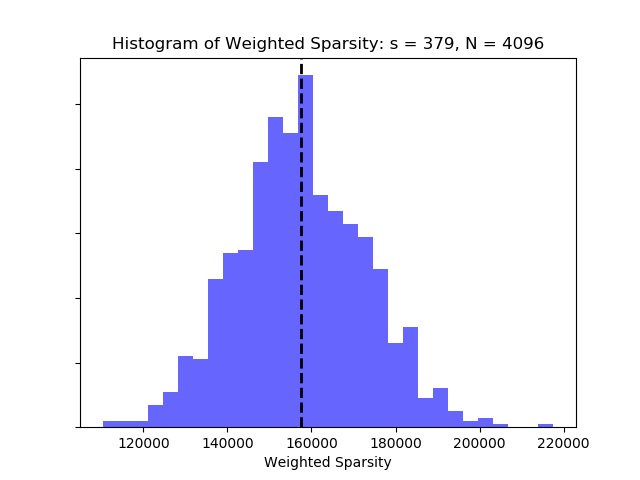 Histogram of Weighted Sparsity: s = 379, N = 4096
120000 140000 160000 180000 200000 220000
Weighted Sparsity